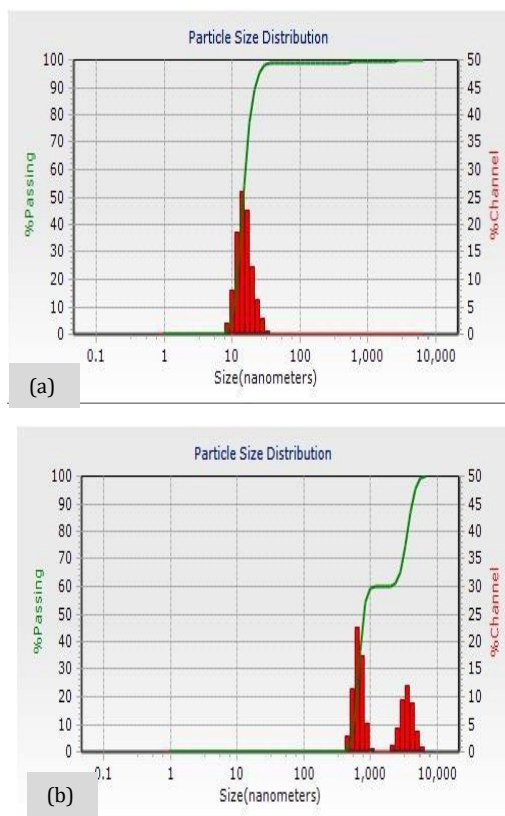 Particle Size Distribution
100 50
90 45
80 40
70 35
60 30
50 25
40 20
30 15
20 10
10 5
0 0
%Passing
%Channel
0.1 1 10 100 1,000 10,000
Size(nanometers)
(a)
Particle Size Distribution
100 50
90 45
80 40
70 35
60 30
50 25
40 20
30 15
20 10
10 5
0 0
%Passing
%Channel
0.1 1 10 100 1,000 10,000
Size(nanometers)
(b)